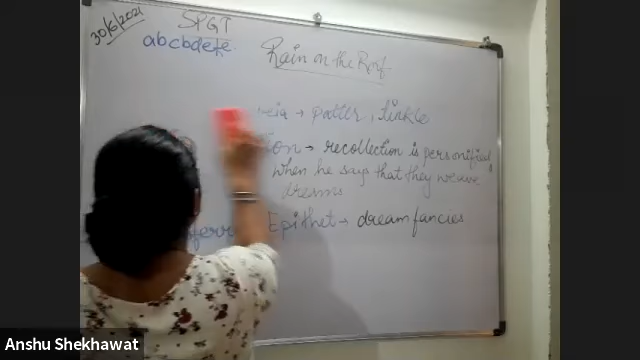 30/6/2021
SPGT
abcbdefe.
Rain on the Roof
→ patter, tinkle
→ recollection is personified,
when he says that they weave
dreams
Epithet → dream fancies
Anshu Shekhawat